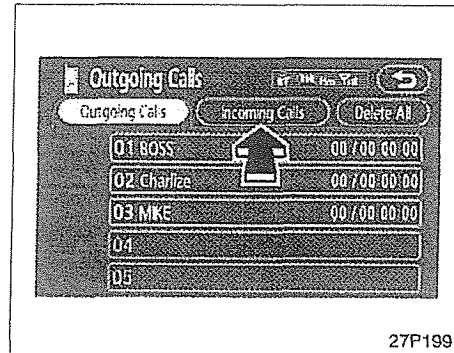 Outgoing Calls
Outgoing Calls Incoming Calls Delete All
01 BOSS 00 / 00 00:00
02 Charlize 00 / 00 00:00
03 MIKE 00 / 00 00:00
04
05
27P199